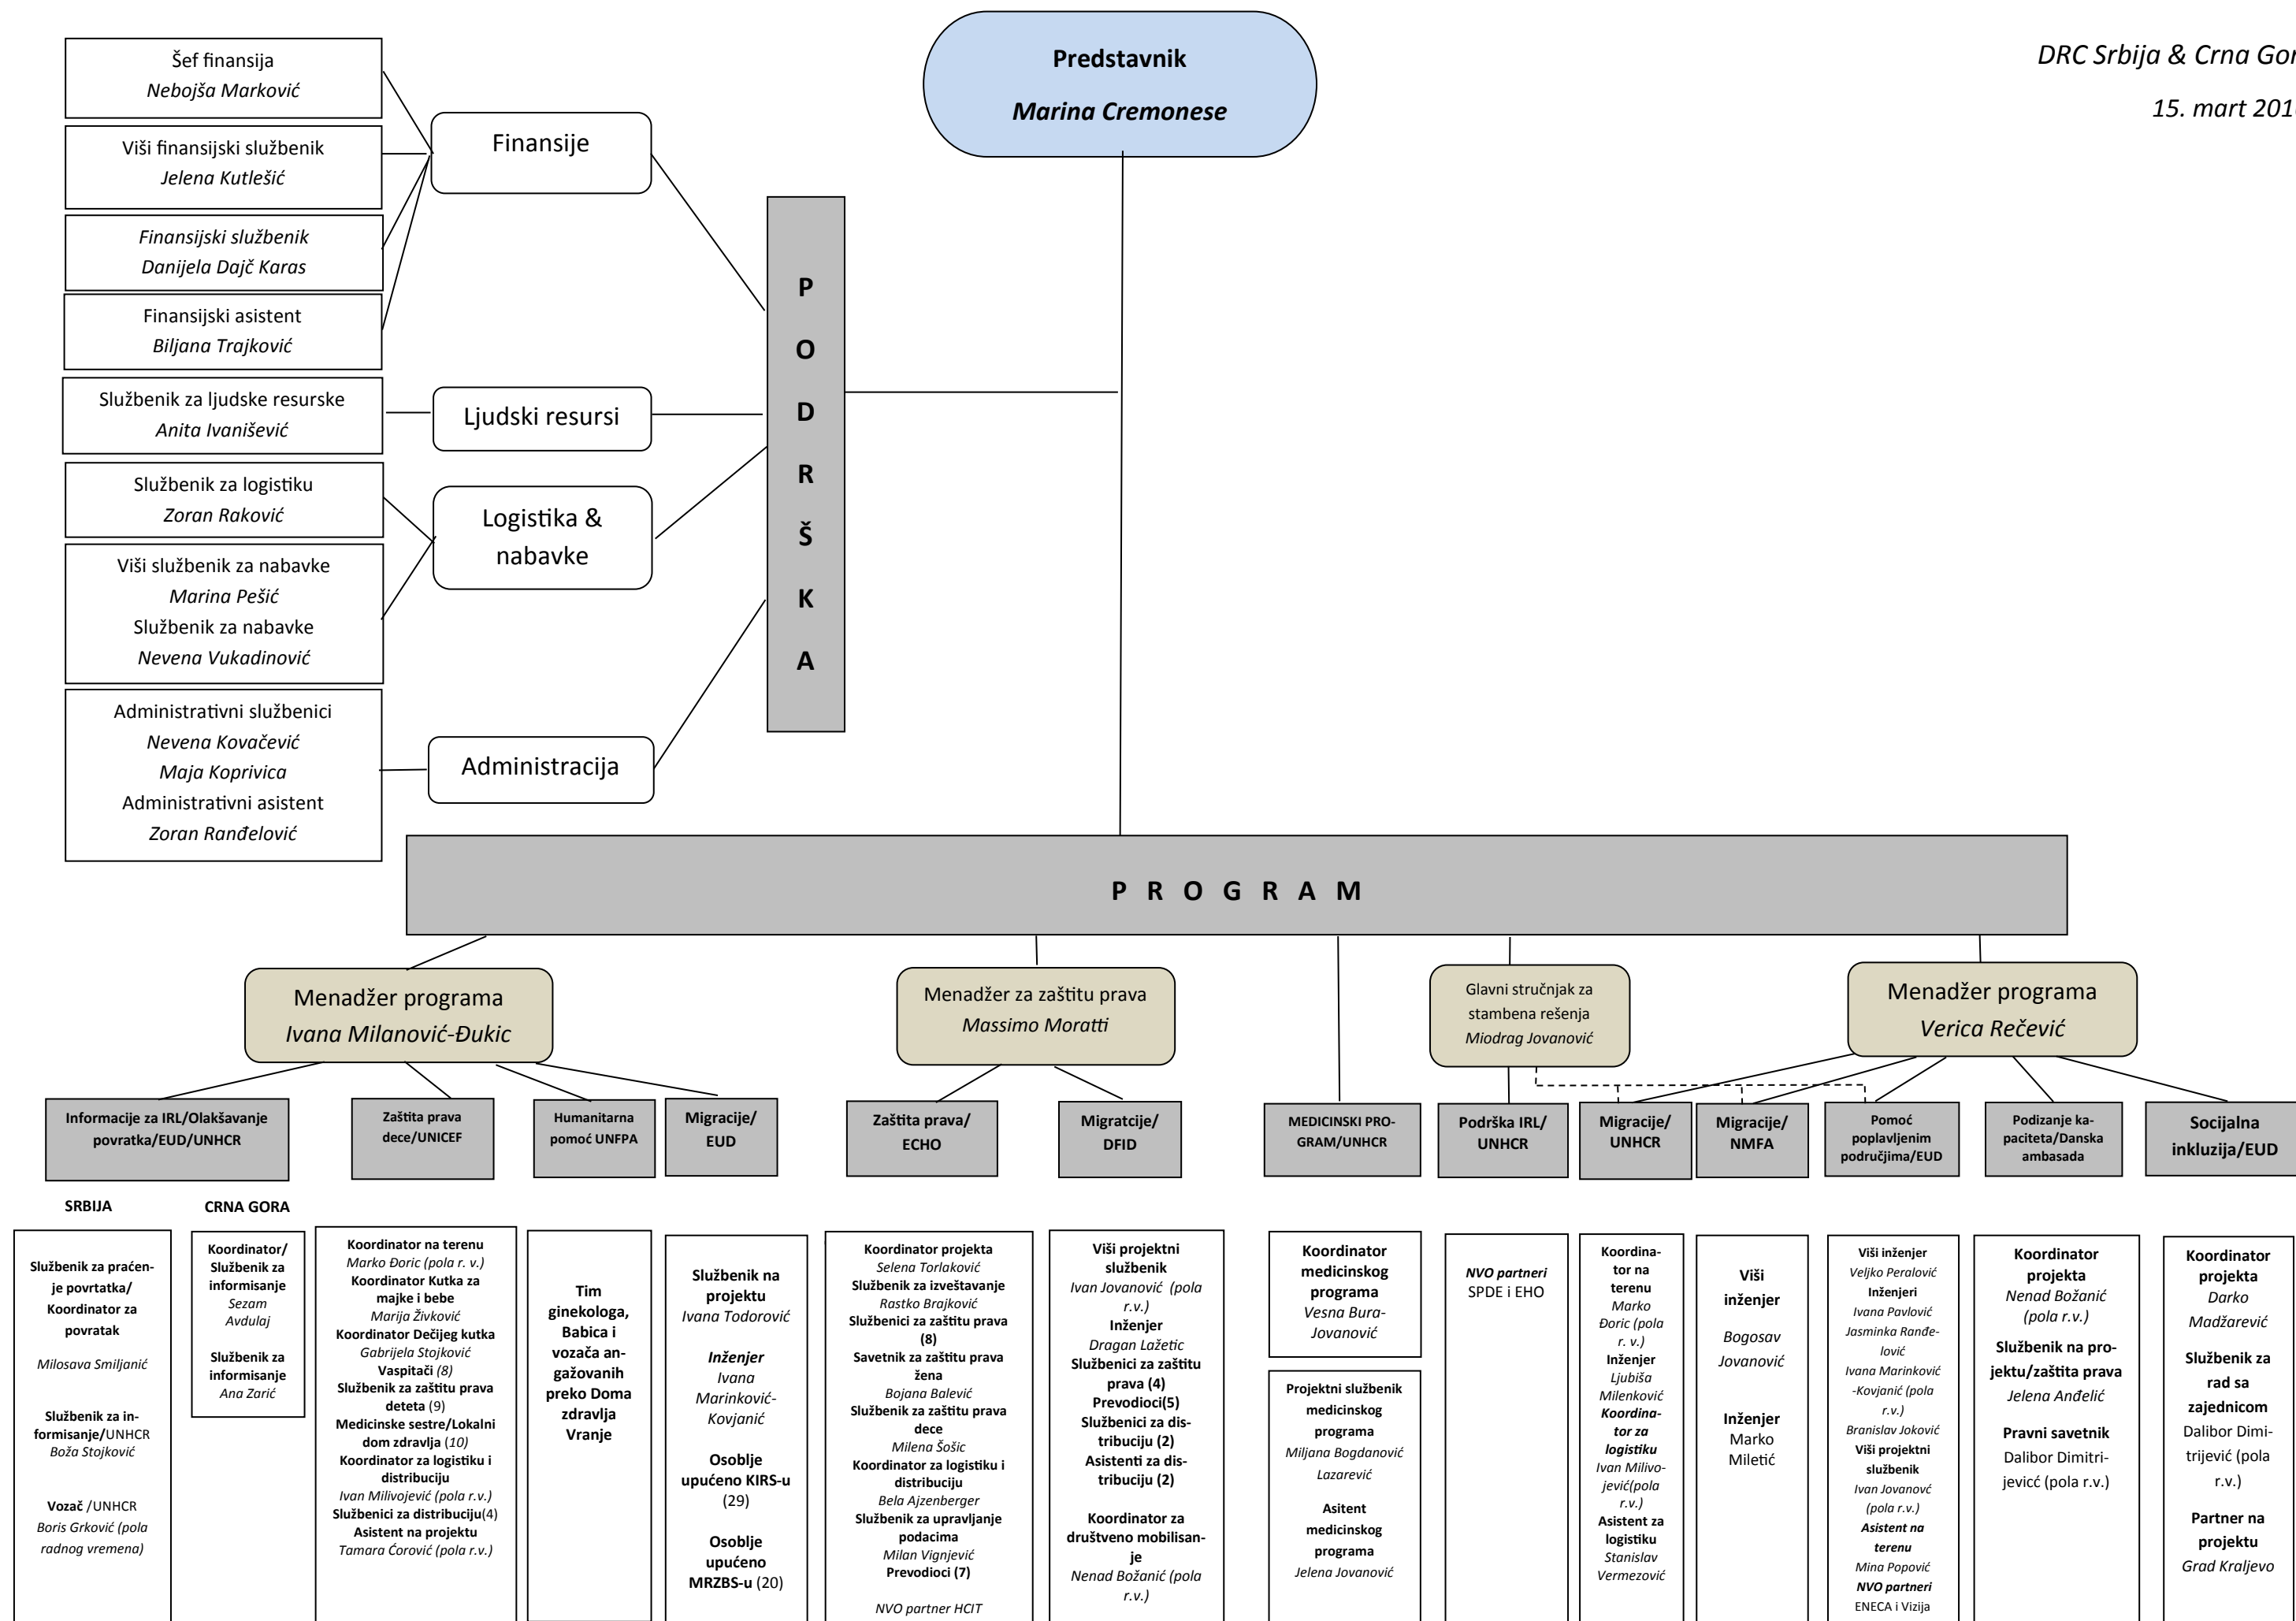 DRC Srbija & Crna Gor
15. mart 201
Predstavnik
Marina Cremonese
Šef finansija
Nebojša Marković
Viši finansijski službenik
Jelena Kutlešić
Finansijski službenik
Danijela Dajč Karas
Finansijski asistent
Biljana Trajković
Službenik za ljudske resurske
Anita Ivanišević
Službenik za logistiku
Zoran Raković
Viši službenik za nabavke
Marina Pešić
Službenik za nabavke
Nevena Vukadinović
Administrativni službenici
Nevena Kovačević
Maja Koprivica
Administrativni asistent
Zoran Ranđelović
Finansije
Ljudski resursi
Logistika &
nabavke
Administracija
P
O
D
R
Š
K
A
P R O G R A M
Menadžer programa
Ivana Milanović-Đukic
Menadžer za zaštitu prava
Massimo Moratti
Glavni stručnjak za
stambena rešenja
Miodrag Jovanović
Menadžer programa
Verica Rečević
Informacije za IRL/Olakšavanje
povratka/EUD/UNHCR
Zaštita prava
dece/UNICEF
Humanitarna
pomoć UNFPA
Migracije/
EUD
Zaštita prava/
ECHO
Migratcije/
DFID
MEDICINSKI PRO-
GRAM/UNHCR
Podrška IRL/
UNHCR
Migracije/
UNHCR
Migracije/
NMFA
Pomoć
poplavljenim
područjima/EUD
Podizanje ka-
paciteta/Danska
ambasada
Socijalna
inkluzija/EUD
SRBIJA
CRNA GORA
Službenik za praćen-
je povrtatka/
Koordinator za
povratak
Milosava Smiljanić
Službenik za in-
formisanje/UNHCR
Boža Stojković
Vozač /UNHCR
Boris Grković (pola
radnog vremena)
Koordinator/
Službenik za
informisanje
Sezam
Avdulaj
Službenik za
informisanje
Ana Zarić
Koordinator na terenu
Marko Đoric (pola r. v.)
Koordinator Kutka za
majke i bebe
Marija Živković
Koordinator Dečijeg kutka
Gabrijela Stojković
Vaspitači (8)
Službenik za zaštitu prava
deteta (9)
Medicinske sestre/Lokalni
dom zdravlja (10)
Koordinator za logistiku i
distribuciju
Ivan Milivojević (pola r.v.)
Službenici za distribuciju(4)
Asistent na projektu
Tamara Ćorović (pola r.v.)
Tim
ginekologa,
Babica i
vozača an-
gažovanih
preko Doma
zdravlja
Vranje
Službenik na
projektu
Ivana Todorović
Inženjer
Ivana
Marinković-
Kovjanić
Osoblje
upućeno KIRS-u
(29)
Osoblje
upućeno
MRZBS-u (20)
Koordinator projekta
Selena Torlaković
Službenik za izveštavanje
Rastko Brajković
Službenici za zaštitu prava
(8)
Savetnik za zaštitu prava
žena
Bojana Balević
Službenik za zaštitu prava
dece
Milena Šošic
Koordinator za logistiku i
distribuciju
Bela Ajzenberger
Službenik za upravljanje
podacima
Milan Vignjević
Prevodioci (7)
NVO partner HCIT
Viši projektni
službenik
Ivan Jovanović (pola
r.v.)
Inženjer
Dragan Lažetic
Službenici za zaštitu
prava (4)
Prevodioci(5)
Službenici za dis-
tribuciju (2)
Asistenti za dis-
tribuciju (2)
Koordinator za
društveno mobilisan-
je
Nenad Božanić (pola
r.v.)
Koordinator
medicinskog
programa
Vesna Bura-
Jovanović
Projektni službenik
medicinskog
programa
Miljana Bogdanović
Lazarević
Asitent
medicinskog
programa
Jelena Jovanović
NVO partneri
SPDE i EHO
Koordina-
tor na
terenu
Marko
Đoric (pola
r. v.)
Inženjer
Ljubiša
Milenković
Koordina-
tor za
logistiku
Ivan Milivo-
jević(pola
r.v.)
Asistent za
logistiku
Stanislav
Vermezović
Viši
inženjer
Bogosav
Jovanović
Inženjer
Marko
Miletić
Viši inženjer
Veljko Peralović
Inženjeri
Ivana Pavlović
Jasminka Ranđe-
lović
Ivana Marinković
-Kovjanić (pola
r.v.)
Branislav Joković
Viši projektni
službenik
Ivan Jovanovć
(pola r.v.)
Asistent na
terenu
Mina Popović
NVO partneri
ENECA i Vizija
Koordinator
projekta
Nenad Božanić
(pola r.v.)
Službenik na pro-
jektu/zaštita prava
Jelena Anđelić
Pravni savetnik
Dalibor Dimitri-
jevicć (pola r.v.)
Koordinator
projekta
Darko
Madžarević
Službenik za
rad sa
zajednicom
Dalibor Dimi-
trijević (pola
r.v.)
Partner na
projektu
Grad Kraljevo